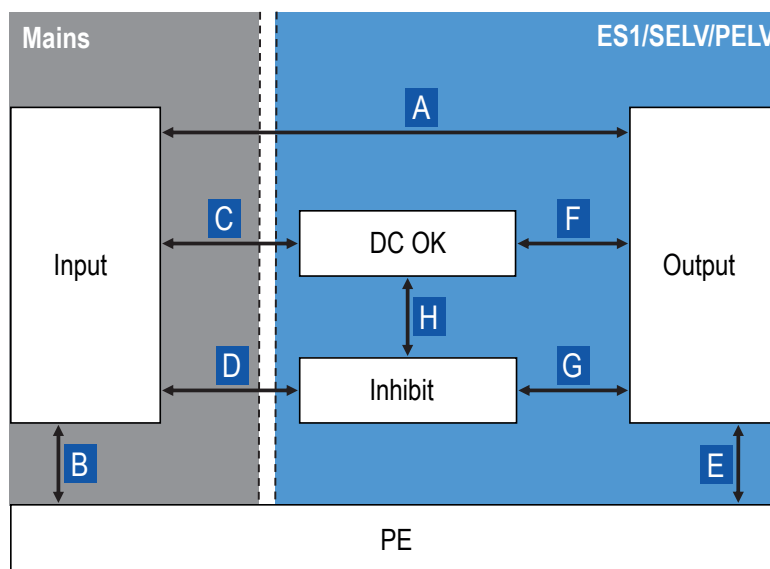 Mains
ES1/SELV/PELV
A
C
F
DC OK
Input
Output
H
D
G
Inhibit
B
E
PE